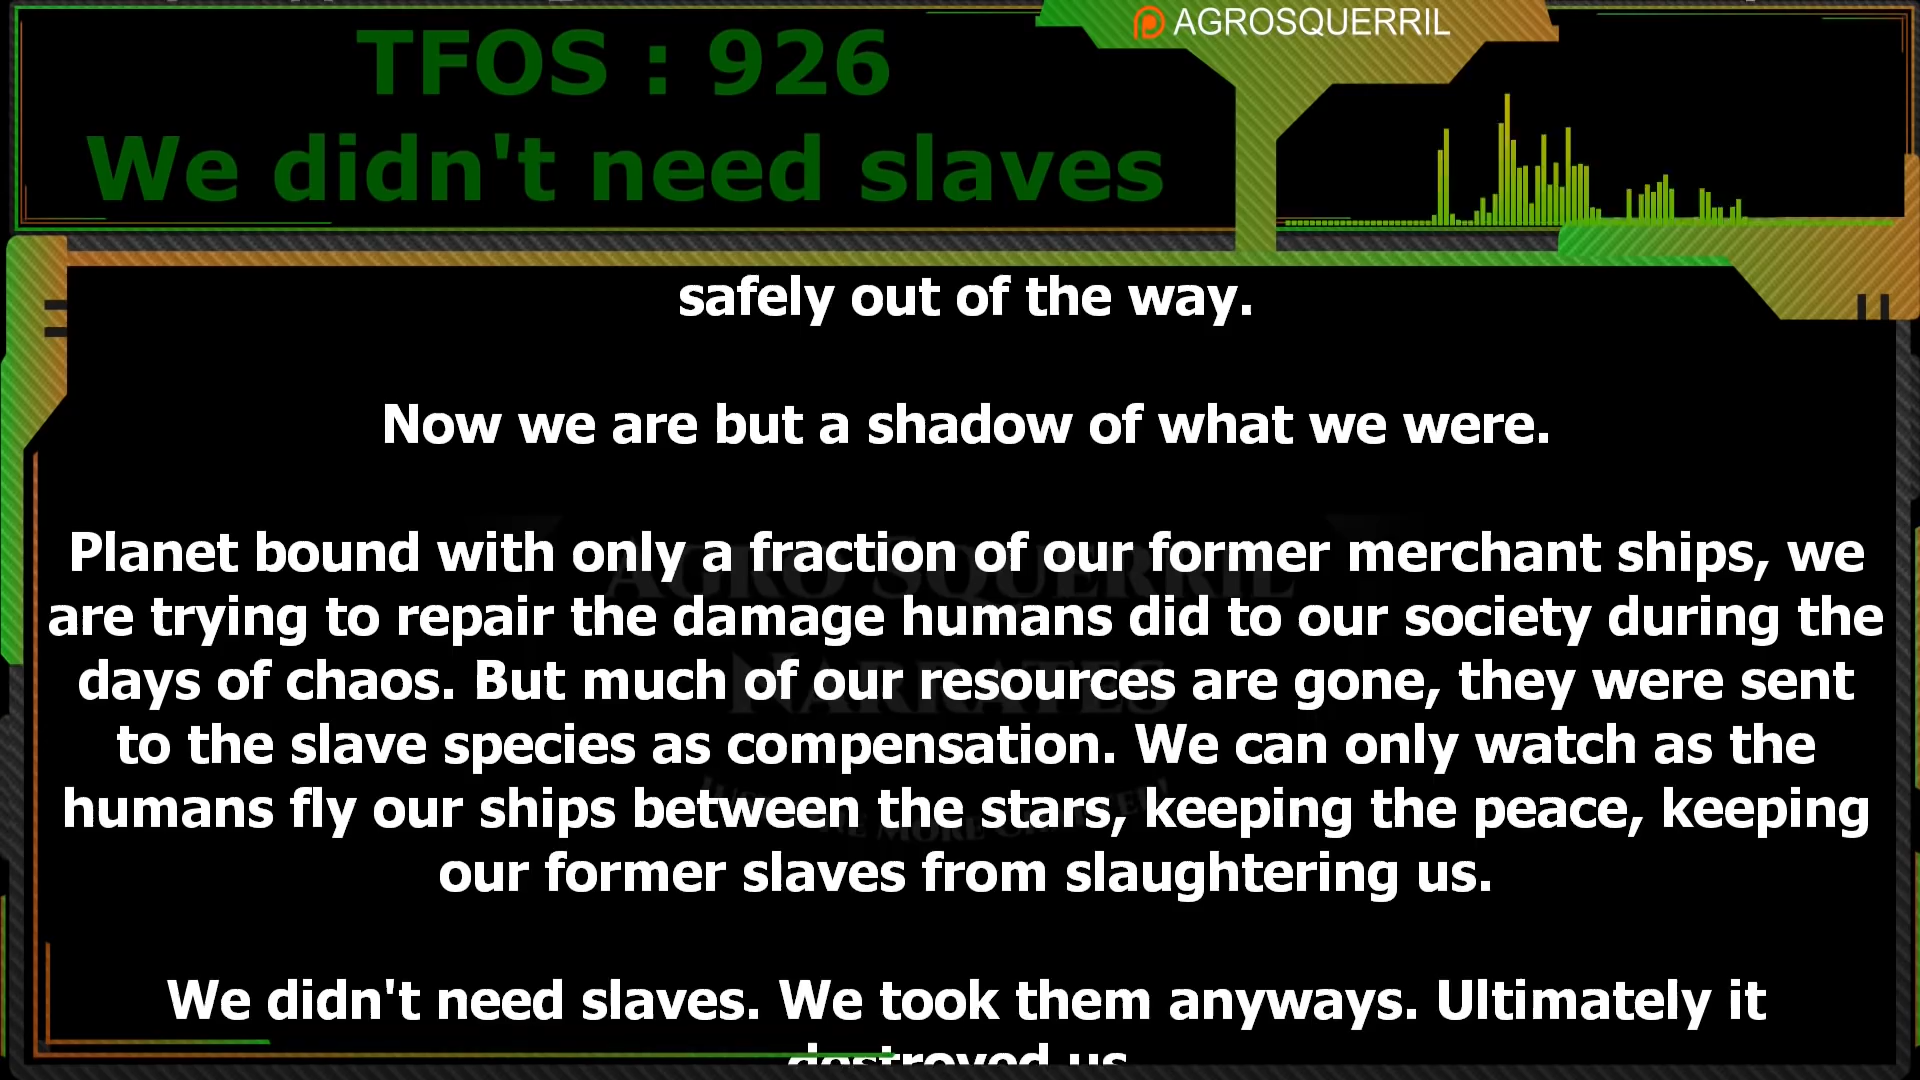 AGROSQUERRIL
TFOS : 926
We didn't need slaves
safely out of the way.
Now we are but a shadow of what we were.
Planet bound with only a fraction of our former merchant ships, we
are trying to repair the damage humans did to our society during the
days of chaos. But much of our resources are gone, they were sent
to the slave species as compensation. We can only watch as the
humans fly our ships between the stars, keeping the peace, keeping
our former slaves from slaughtering us.
We didn't need slaves. We took them anyways. Ultimately it
destroyed us.
AGRO SQUERRIL
NARRATES